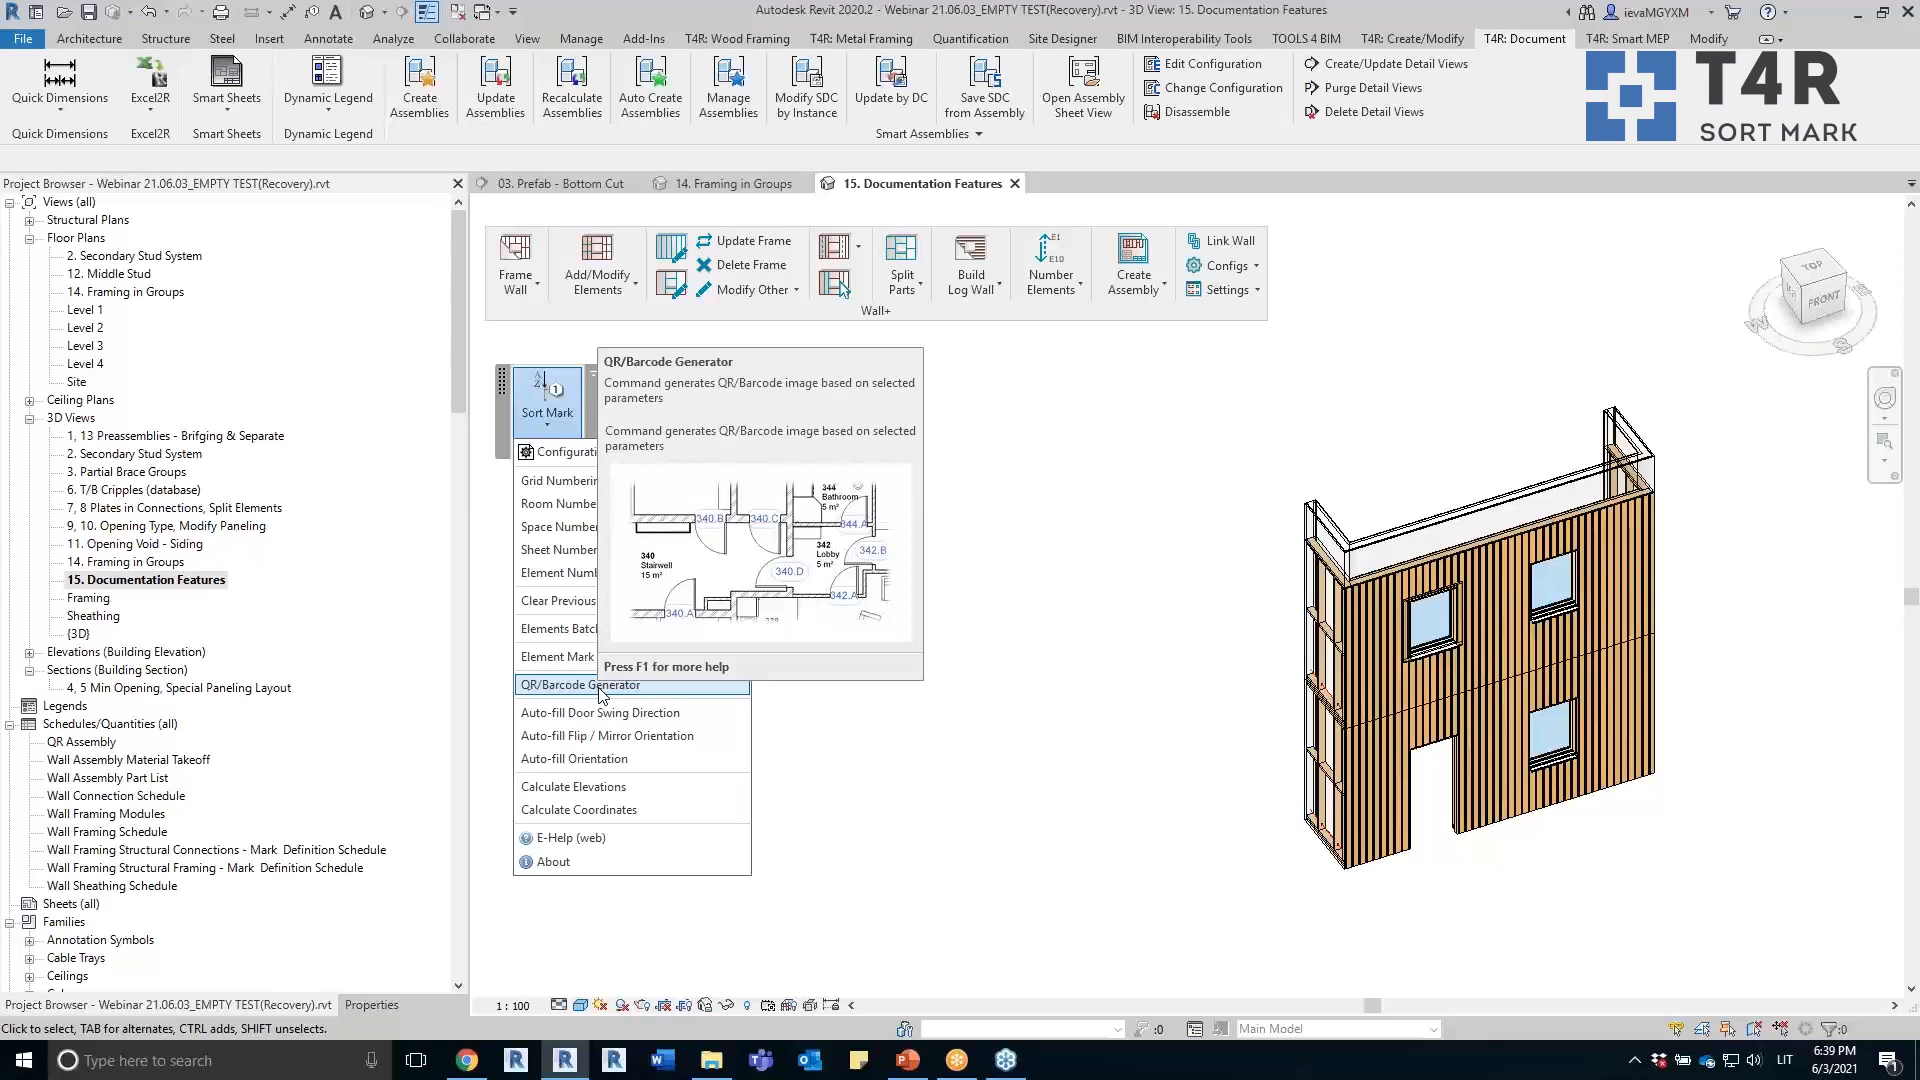 Autodesk Revit 2020.2 - Webinar 21.06.03_EMPTY TEST(Recovery).rvt - 3D View: 15. Documentation Features
ievaMGYXM
File Architecture Structure Steel Insert Annotate Analyze Collaborate View Manage Add-Ins T4R: Wood Framing T4R: Metal Framing Quantification Site Designer BIM Interoperability Tools TOOLS 4 BIM T4R: Create/Modify T4R: Document T4R: Smart MEP Modify
Quick Dimensions Excel2R Smart Sheets Dynamic Legend
Create Assemblies
Update Assemblies
Recalculate Assemblies
Auto Create Assemblies
Manage Assemblies
Modify SDC by Instance
Update by DC
Save SDC from Assembly
Open Assembly Sheet View
Edit Configuration
Change Configuration
Disassemble
Create/Update Detail Views
Purge Detail Views
Delete Detail Views
T4R
SORT MARK
Quick Dimensions Excel2R Smart Sheets Dynamic Legend Smart Assemblies
Project Browser - Webinar 21.06.03_EMPTY TEST(Recovery).rvt
03. Prefab - Bottom Cut 14. Framing in Groups 15. Documentation Features
Views (all)
Structural Plans
Floor Plans
2. Secondary Stud System
12. Middle Stud
14. Framing in Groups
Level 1
Level 2
Level 3
Level 4
Site
Ceiling Plans
3D Views
1, 13 Preassemblies - Brifging & Separate
2. Secondary Stud System
3. Partial Brace Groups
6. T/B Cripples (database)
7, 8 Plates in Connections, Split Elements
9, 10. Opening Type, Modify Paneling
11. Opening Void - Siding
14. Framing in Groups
15. Documentation Features
Framing
Sheathing
{3D}
Elevations (Building Elevation)
Sections (Building Section)
4, 5 Min Opening, Special Paneling Layout
Legends
Schedules/Quantities (all)
QR Assembly
Wall Assembly Material Takeoff
Wall Assembly Part List
Wall Connection Schedule
Wall Framing Modules
Wall Framing Schedule
Wall Framing Structural Connections - Mark Definition Schedule
Wall Framing Structural Framing - Mark Definition Schedule
Wall Sheathing Schedule
Sheets (all)
Families
Annotation Symbols
Cable Trays
Ceilings
Frame Wall
Add/Modify Elements
Update Frame
Delete Frame
Modify Other
Split Parts
Build Log Wall
E1
E10
Number Elements
Create Assembly
Link Wall
Configs
Settings
Wall+
A
Z
1
Sort Mark
Configurati
Grid Numberin
Room Numbe
Space Numbe
Sheet Number
Element Numb
Clear Previous
Elements Batch
Element Mark
QR/Barcode Generator
Auto-fill Door Swing Direction
Auto-fill Flip / Mirror Orientation
Auto-fill Orientation
Calculate Elevations
Calculate Coordinates
E-Help (web)
About
QR/Barcode Generator
Command generates QR/Barcode image based on selected
parameters
Command generates QR/Barcode image based on selected
parameters
344
Bathroom
5 m²
340.B
340.C
344.A
340
Stairwell
15 m²
342
Lobby
5 m²
342.B
340.D
342.A
340.A
Press F1 for more help
TOP
FRONT
W
Project Browser - Webinar 21.06.03_EMPTY TEST(Recovery).rvt Properties
1 : 100
Click to select, TAB for alternates, CTRL adds, SHIFT unselects.
:0
Main Model
:0
Type here to search
LIT
6:39 PM
6/3/2021
1